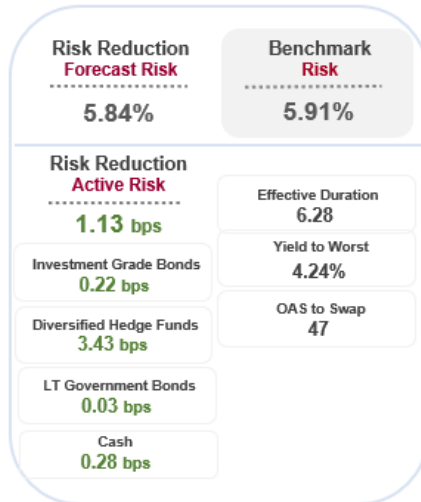 Risk Reduction
Forecast Risk
5.84%
Benchmark
Risk
5.91%
Risk Reduction
Active Risk
1.13 bps
Investment Grade Bonds
0.22 bps
Diversified Hedge Funds
3.43 bps
LT Government Bonds
0.03 bps
Cash
0.28 bps
Effective Duration
6.28
Yield to Worst
4.24%
OAS to Swap
47